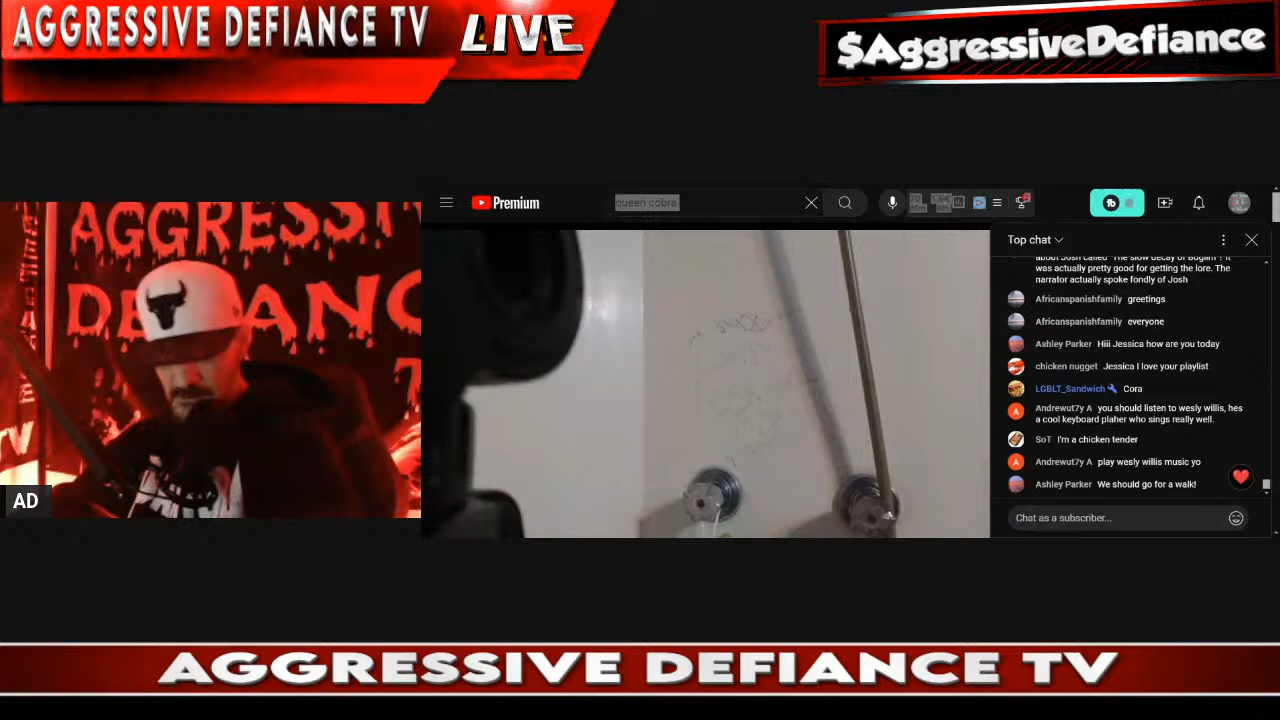 AGGRESSIVE DEFIANCE TV
LIVE
$AggressiveDefiance
Premium
queen cobra
Top chat
about Josh called "The slow decay of Boglim"? It
was actually pretty good for getting the lore. The
narrator actually spoke fondly of Josh
Africanspanishfamily greetings
Africanspanishfamily everyone
Ashley Parker Hiii Jessica how are you today
chicken nugget Jessica I love your playlist
LGBLT_Sandwich Cora
Andrewut7y A you should listen to wesly willis, hes
a cool keyboard plaher who sings really well.
SoT I'm a chicken tender
Andrewut7y A play wesly willis music yo
Ashley Parker We should go for a walk!
Chat as a subscriber...
AD
AGGRESSIVE DEFIANCE TV